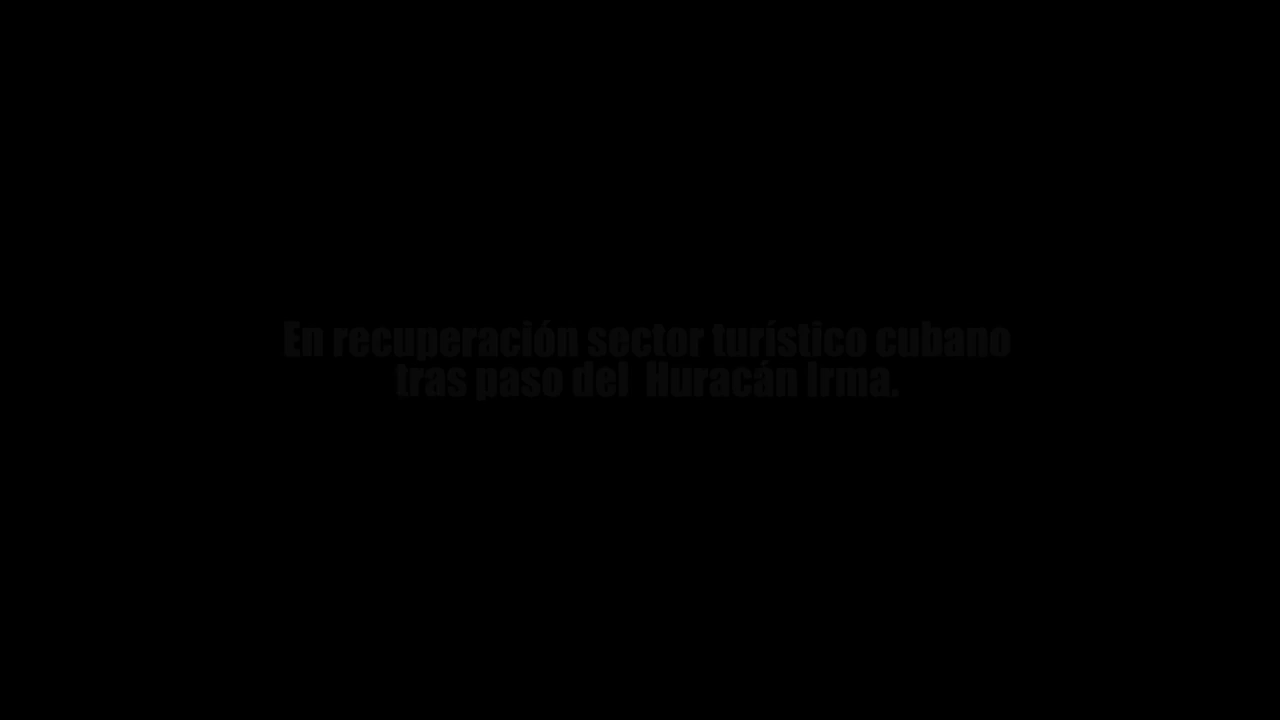 En recuperación sector turístico cubano
tras paso del  Huracán Irma.